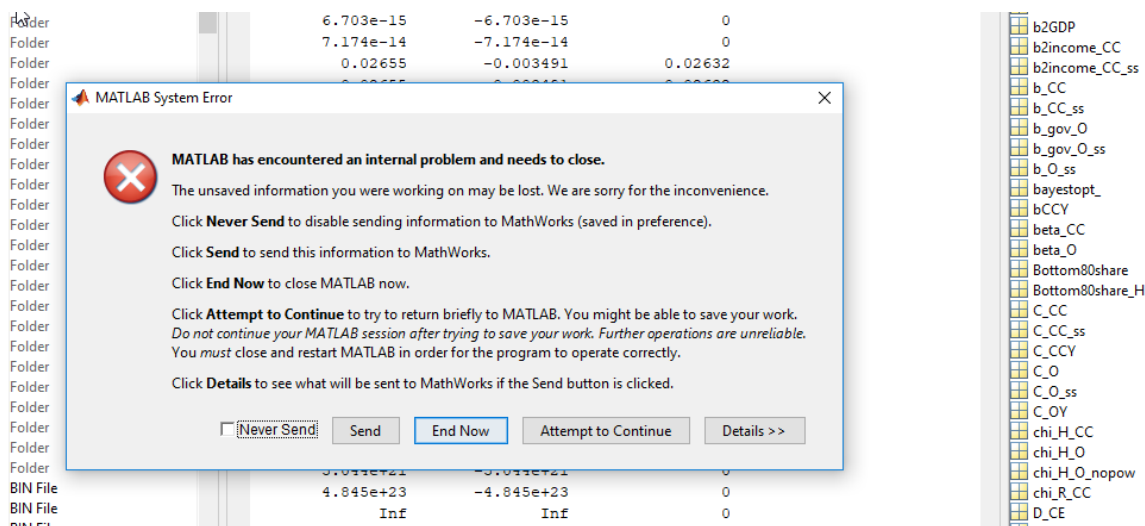 Folder 6.703e-15 -6.703e-15 0
Folder 7.174e-14 -7.174e-14 0 b2GDP
Folder 0.02655 -0.003491 0.02632 b2income_CC
Folder b2income_CC_ss
Folder MATLAB System Error b_CC
Folder b_CC_ss
Folder b_gov_O
Folder MATLAB has encountered an internal problem and needs to close. b_gov_O_ss
Folder The unsaved information you were working on may be lost. We are sorry for the inconvenience. b_O_ss
Folder bayestopt_
Folder Click Never Send to disable sending information to MathWorks (saved in preference). bCCY
Folder Click Send to send this information to MathWorks. beta_CC
Folder beta_O
Folder Click End Now to close MATLAB now. Bottom80share
Folder Bottom80share_H
Folder Click Attempt to Continue to try to return briefly to MATLAB. You might be able to save your work. C_CC
Folder Do not continue your MATLAB session after trying to save your work. Further operations are unreliable. C_CC_ss
Folder You must close and restart MATLAB in order for the program to operate correctly. C_CCY
Folder Click Details to see what will be sent to MathWorks if the Send button is clicked. C_O
Folder C_O_ss
Folder Never Send Send End Now Attempt to Continue Details >> C_OY
Folder chi_H_CC
Folder chi_H_O
BIN File 4.845e+23 -4.845e+23 0 chi_H_O_nopow
BIN File Inf Inf 0 chi_R_CC
D_CE